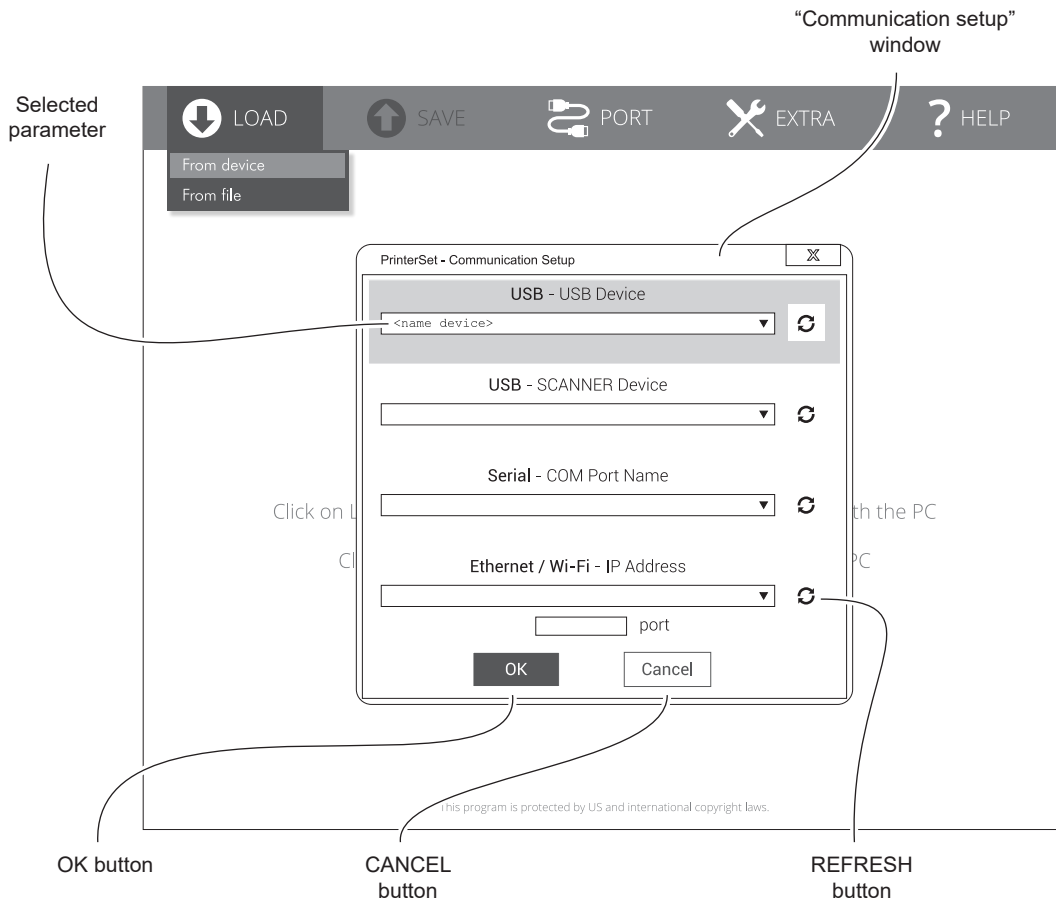 “Communication setup”
window
Selected
parameter
LOAD
SAVE
PORT
EXTRA
? HELP
From device
From file
PrinterSet - Communication Setup
X
USB - USB Device
<name device>
USB - SCANNER Device
Serial - COM Port Name
Click on
th the PC
Ethernet / Wi-Fi - IP Address
port
OK
Cancel
This program is protected by US and international copyright laws.
OK button
CANCEL
button
REFRESH
button